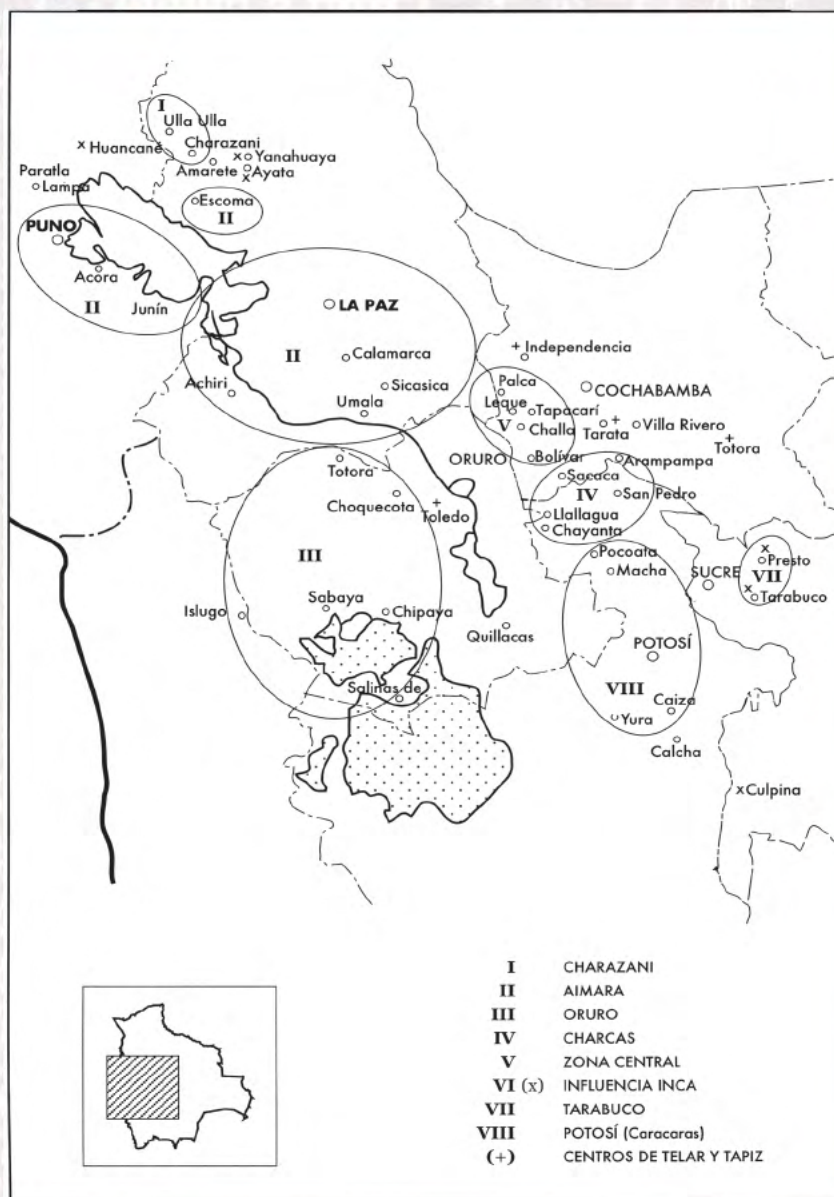 I
Ulla Ulla
x Huancané
Charazani
x Yanahuaya
Amarete
x Ayata
Paratla
Lampa
Escoma
II
PUNO
Acora
II
Junín
LA PAZ
II
Calamarca
Achiri
Sicasica
Umala
+ Independencia
Palca
COCHABAMBA
Leque
Tapacarí
V
Challa
+
Tarata
Villa Rivero
+
Totora
ORURO
Bolívar
Arampampa
Totora
Sacaca
IV
San Pedro
Choquecota
+
Toledo
Llallagua
Chayanta
III
Pocoata
Macha
SUCRE
x
Presto
VII
x
Tarabuco
Islugo
Sabaya
Chipaya
Quillacas
POTOSÍ
Salinas de
VIII
Caiza
Yura
Calcha
x Culpina
I CHARAZANI
II AIMARA
III ORURO
IV CHARCAS
V ZONA CENTRAL
VI (x) INFLUENCIA INCA
VII TARABUCO
VIII POTOSÍ (Caracaras)
(+) CENTROS DE TELAR Y TAPIZ